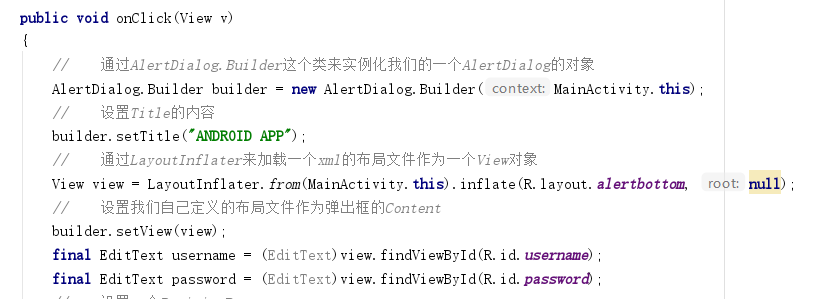 public void onClick(View v)
{
//    通过AlertDialog.Builder这个类来实例化我们的一个AlertDialog的对象
AlertDialog.Builder builder = new AlertDialog.Builder( context: MainActivity.this);
//    设置Title的内容
builder.setTitle("ANDROID APP");
//    通过LayoutInflater来加载一个xml的布局文件作为一个View对象
View view = LayoutInflater.from(MainActivity.this).inflate(R.layout.alertbottom,  root: null);
//    设置我们自己定义的布局文件作为弹出框的Content
builder.setView(view);
final EditText username = (EditText)view.findViewById(R.id.username);
final EditText password = (EditText)view.findViewById(R.id.password);